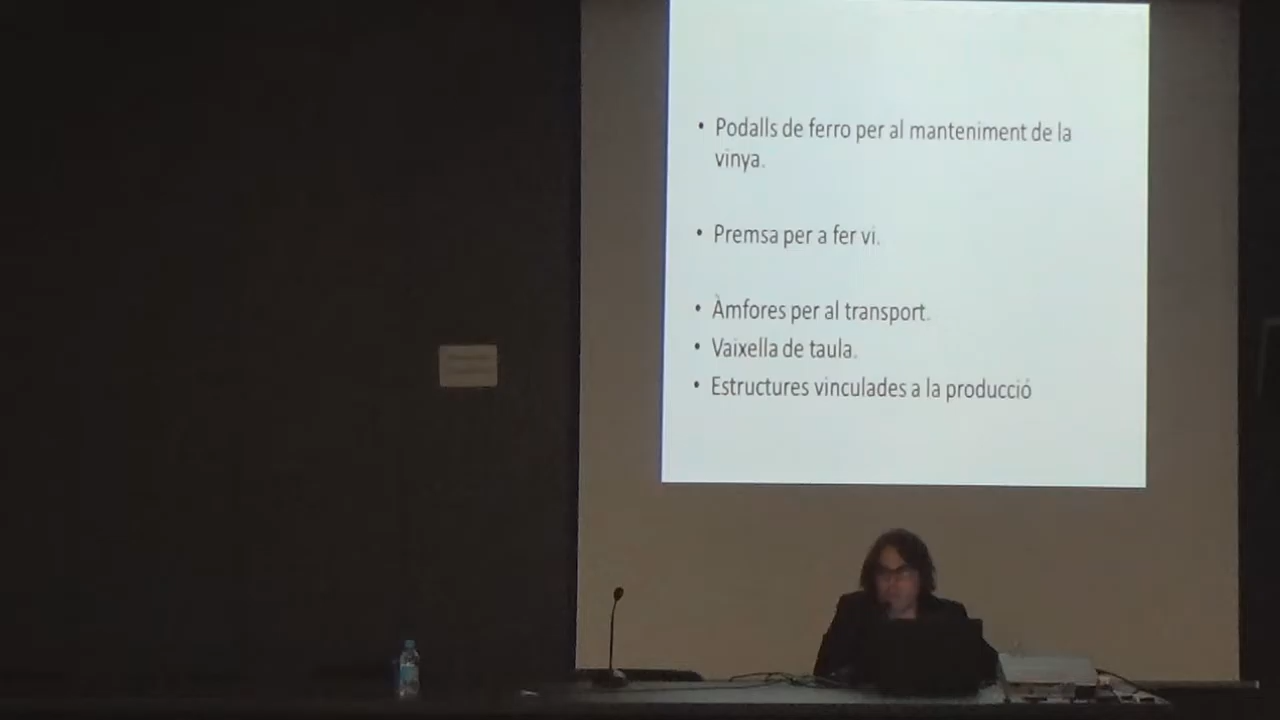 • Podalls de ferro per al manteniment de la
vinya.
• Premsa per a fer vi.
• Àmfores per al transport.
• Vaixella de taula.
• Estructures vinculades a la producció